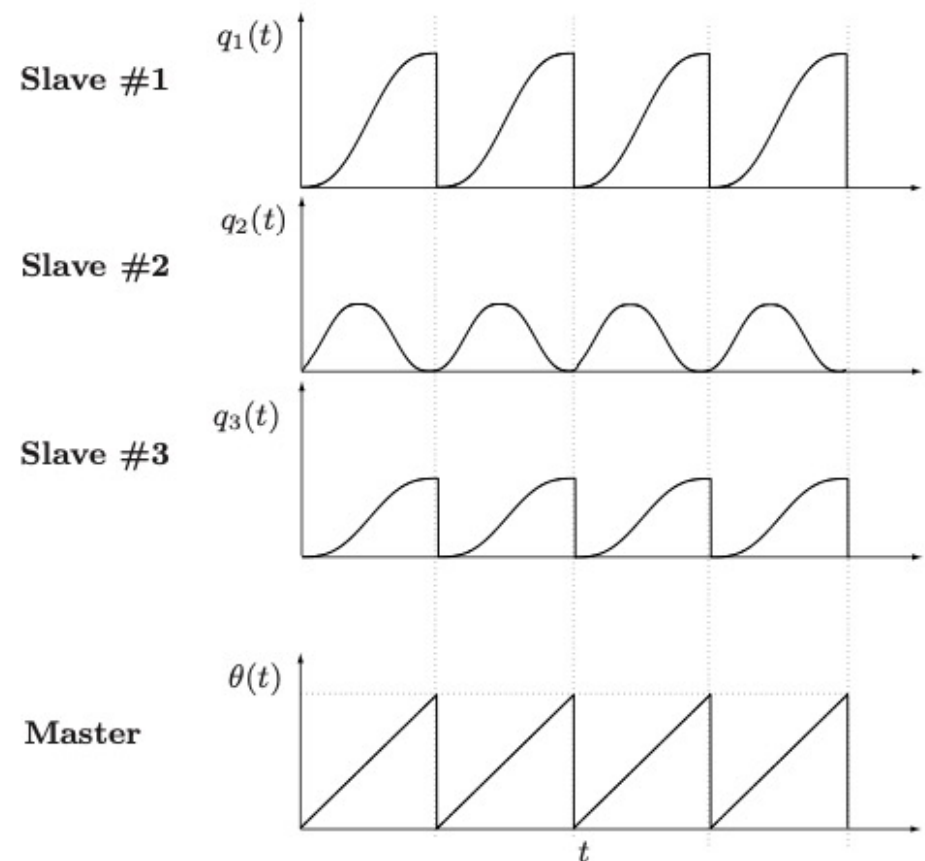 q₁(t)
Slave #1
q₂(t)
Slave #2
q₃(t)
Slave #3
θ(t)
Master
t